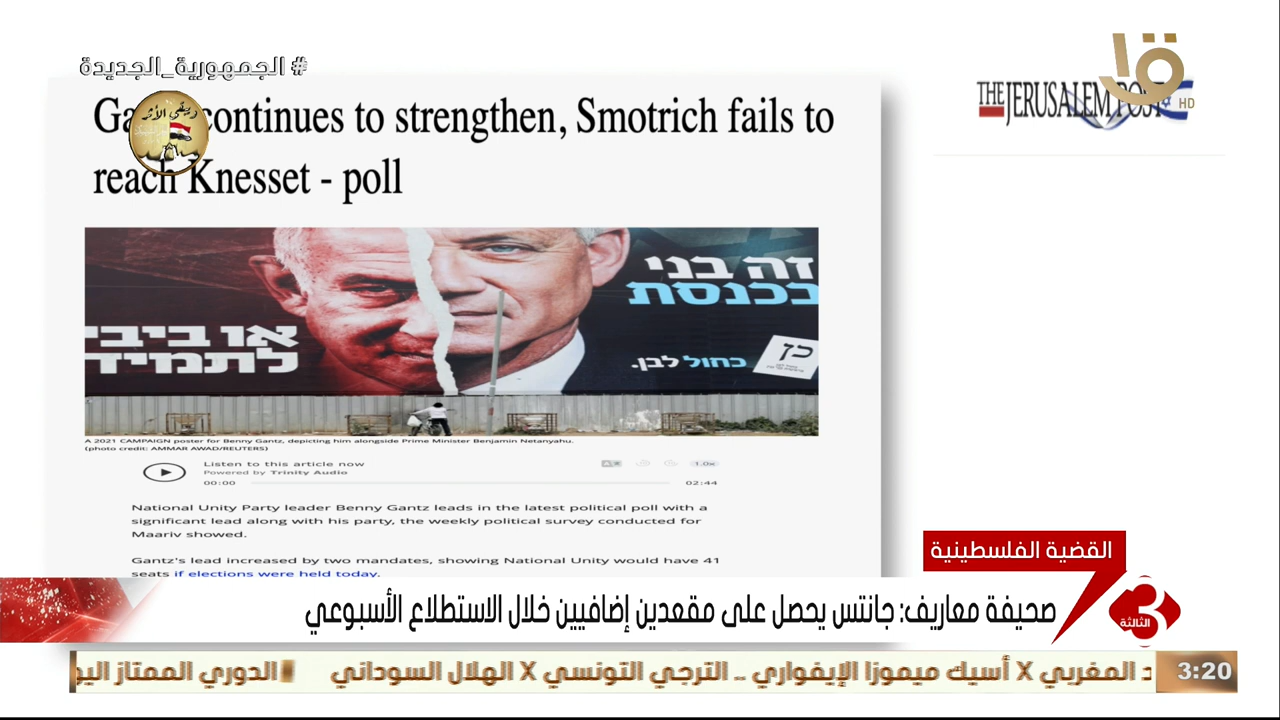 # الجمهورية_الجديدة
THE JERUSALEM POST
HD
continues to strengthen, Smotrich fails to
reach Knesset - poll
זה בני
בכנסת
או ביבי
לתמיד
כן
כחול לבן.
A 2021 CAMPAIGN poster for Benny Gantz, depicting him alongside Prime Minister Benjamin Netanyahu.
(photo credit: AMMAR AWAD/REUTERS)
Listen to this article now
Powered by Trinity Audio
00:00
02:44
1.0x
National Unity Party leader Benny Gantz leads in the latest political poll with a
significant lead along with his party, the weekly political survey conducted for
Maariv showed.
Gantz's lead increased by two mandates, showing National Unity would have 41
seats if elections were held today.
القضية الفلسطينية
صحيفة معاريف: جانتس يحصل على مقعدين إضافيين خلال الاستطلاع الأسبوعي
3 الثالثة
د المغربي X أسيك ميموزا الإيفواري .. الترجي التونسي X الهلال السوداني
الدوري الممتاز اليو
3:20